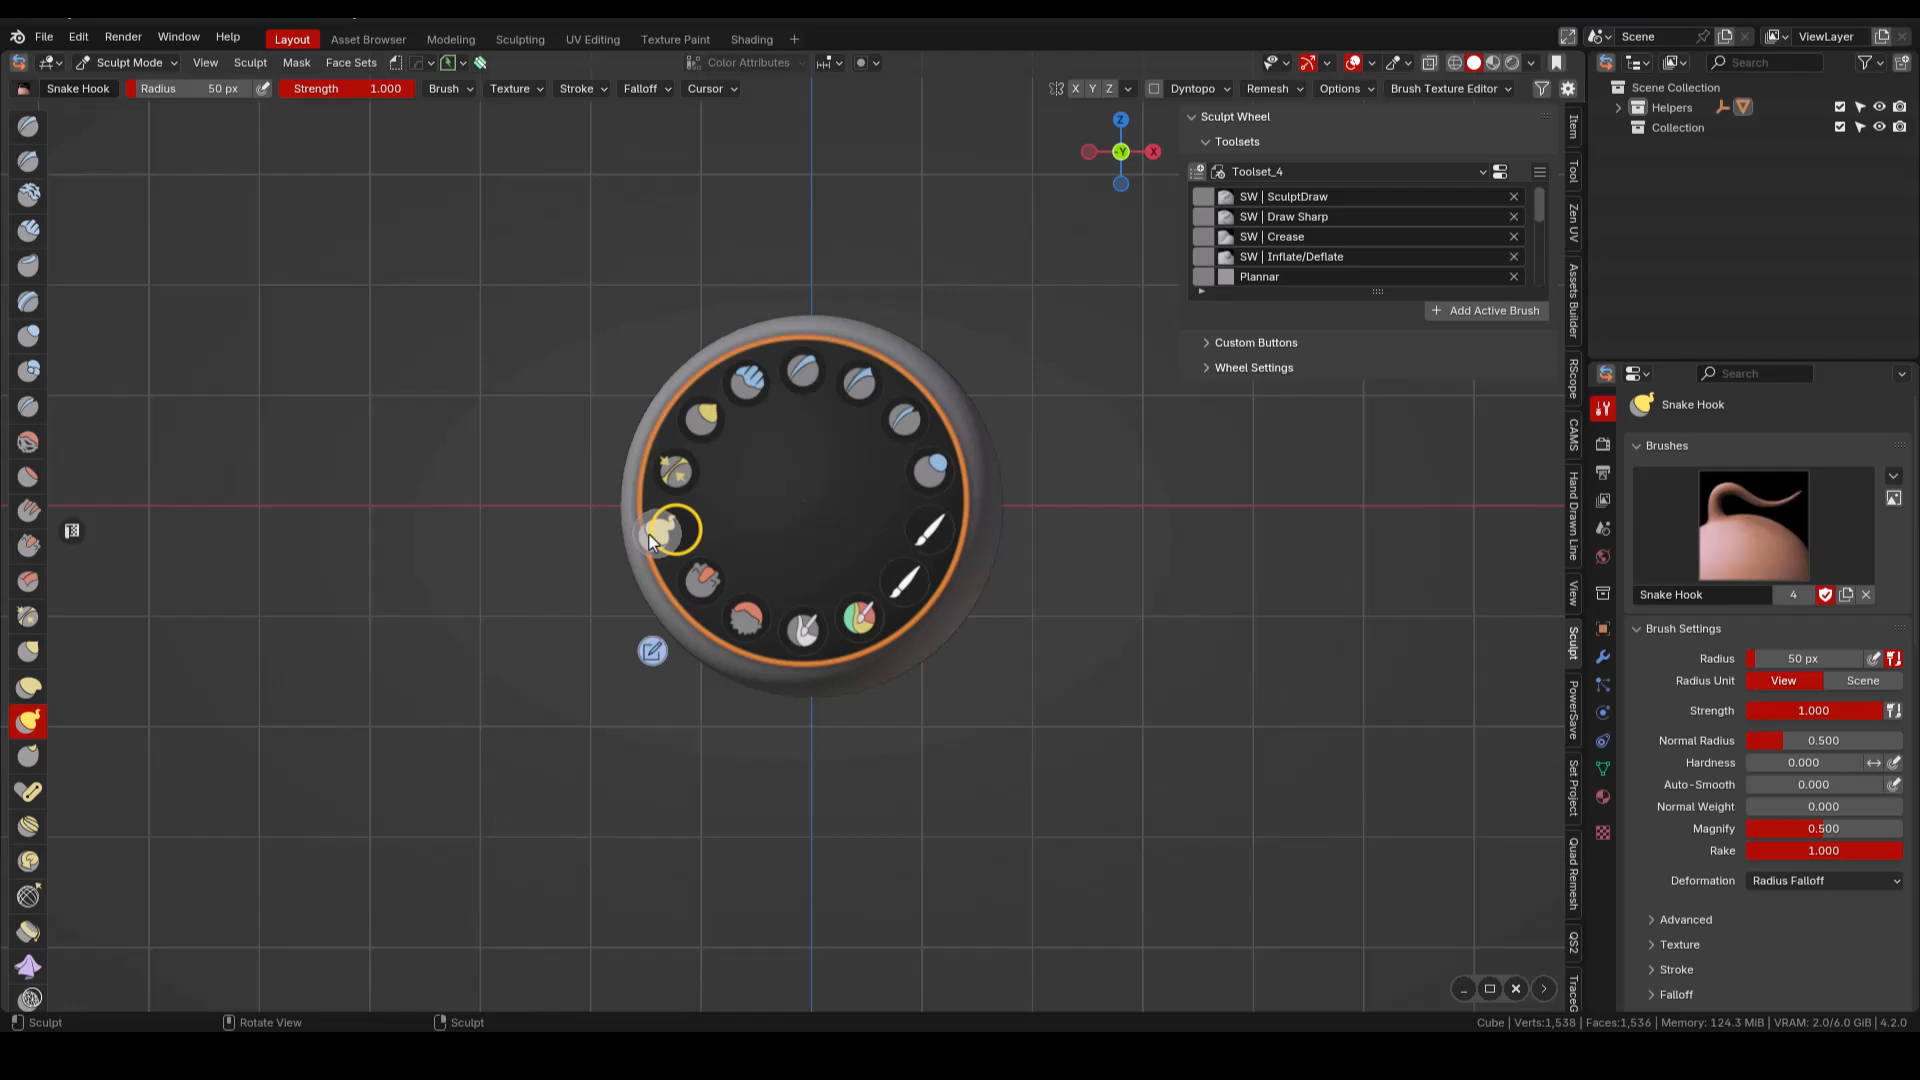 File Edit Render Window Help Layout Asset Browser Modeling Sculpting UV Editing Texture Paint Shading + Scene ViewLayer
Sculpt Mode View Sculpt Mask Face Sets Color Attributes Search
Snake Hook Radius 50 px Strength 1.000 Brush Texture Stroke Falloff Cursor X Y Z Dyntopo Remesh Options Brush Texture Editor
Scene Collection
Helpers
Collection
Z
-Y
X
Sculpt Wheel
Toolsets
Toolset_4
SW | SculptDraw
SW | Draw Sharp
SW | Crease
SW | Inflate/Deflate
Plannar
+ Add Active Brush
Custom Buttons
Wheel Settings
Item
Tool
Zen UV
Assets Builder
RScope
CAMS
Hand Drawn Line
View
Sculpt
PowerSave
Set Project
Quad Remesh
QS2
TraceG
Search
Snake Hook
Brushes
Snake Hook 4
Brush Settings
Radius 50 px
Radius Unit View Scene
Strength 1.000
Normal Radius 0.500
Hardness 0.000
Auto-Smooth 0.000
Normal Weight 0.000
Magnify 0.500
Rake 1.000
Deformation Radius Falloff
Advanced
Texture
Stroke
Falloff
Sculpt Rotate View Sculpt Cube | Verts:1,538 | Faces:1,536 | Memory: 124.3 MiB | VRAM: 2.0/6.0 GiB | 4.2.0